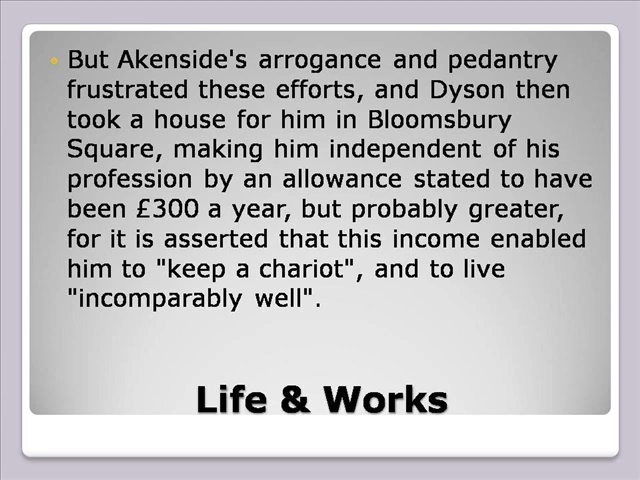 But Akenside's arrogance and pedantry
frustrated these efforts, and Dyson then
took a house for him in Bloomsbury
Square, making him independent of his
profession by an allowance stated to have
been £300 a year, but probably greater,
for it is asserted that this income enabled
him to "keep a chariot", and to live
"incomparably well".
Life & Works